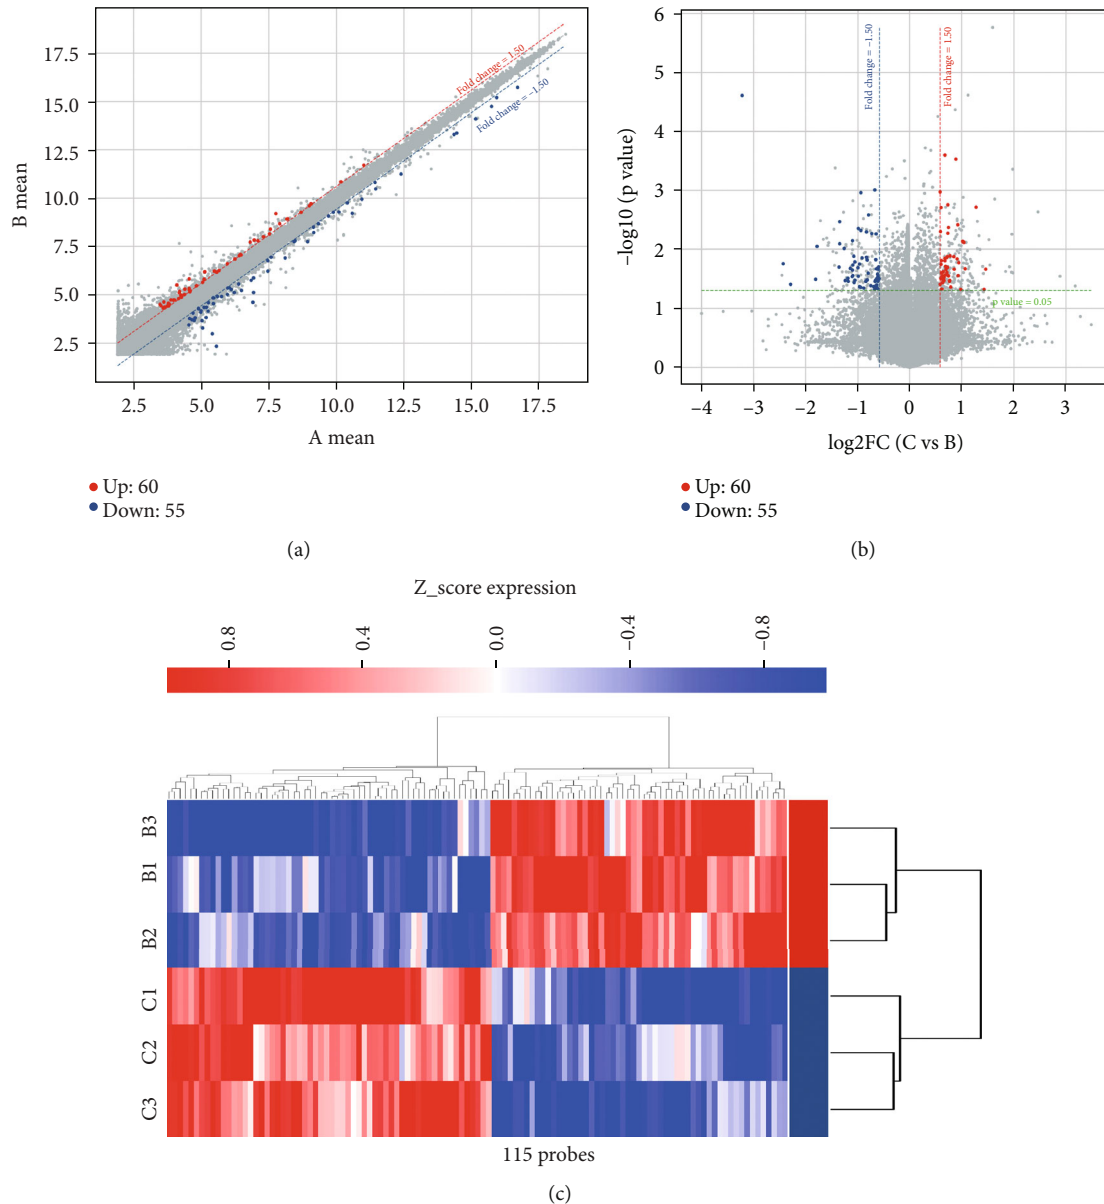 17.5
15.0
12.5
10.0
7.5
5.0
2.5
B mean
Fold change = 1.50
Fold change = −1.50
2.5 5.0 7.5 10.0 12.5 15.0 17.5
A mean
Up: 60
Down: 55
(a)
6
5
4
3
2
1
0
−log10 (p value)
Fold change = −1.50
Fold change = 1.50
p value = 0.05
−4 −3 −2 −1 0 1 2 3
log2FC (C vs B)
Up: 60
Down: 55
(b)
Z_score expression
0.8 0.4 0.0 −0.4 −0.8
B3
B1
B2
C1
C2
C3
115 probes
(c)